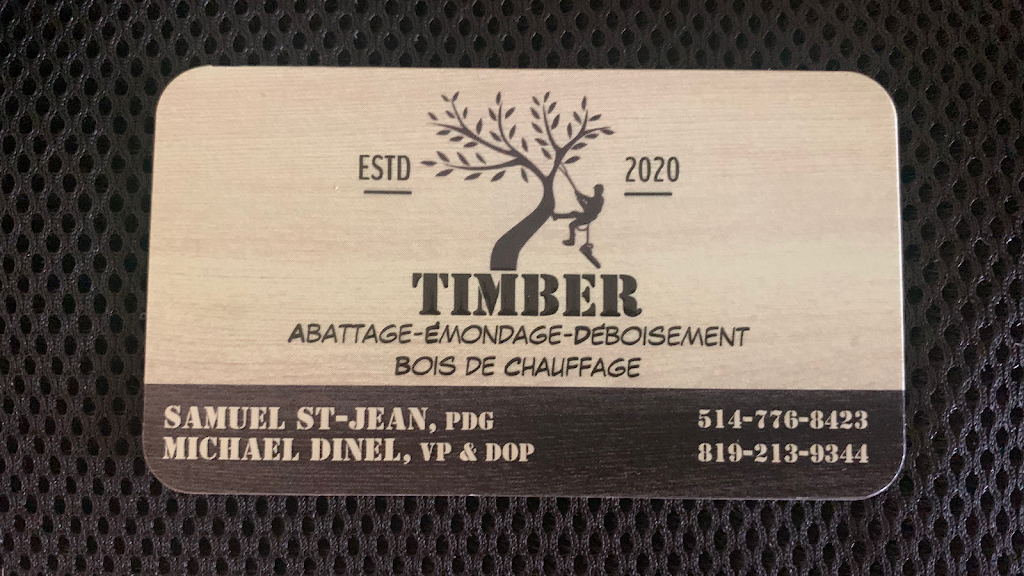 ESTD 2020
TIMBER
ABATTAGE-ÉMONDAGE-DÉBOISEMENT
BOIS DE CHAUFFAGE
SAMUEL ST-JEAN, PDG 514-776-8423
MICHAEL DINEL, VP & DOP 819-213-9344